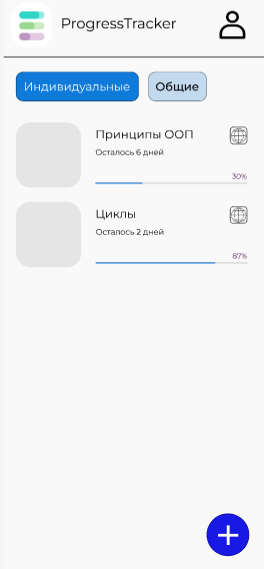 ProgressTracker
Индивидуальные
Общие
Принципы ООП
Осталось 6 дней
30%
Циклы
Осталось 2 дней
87%